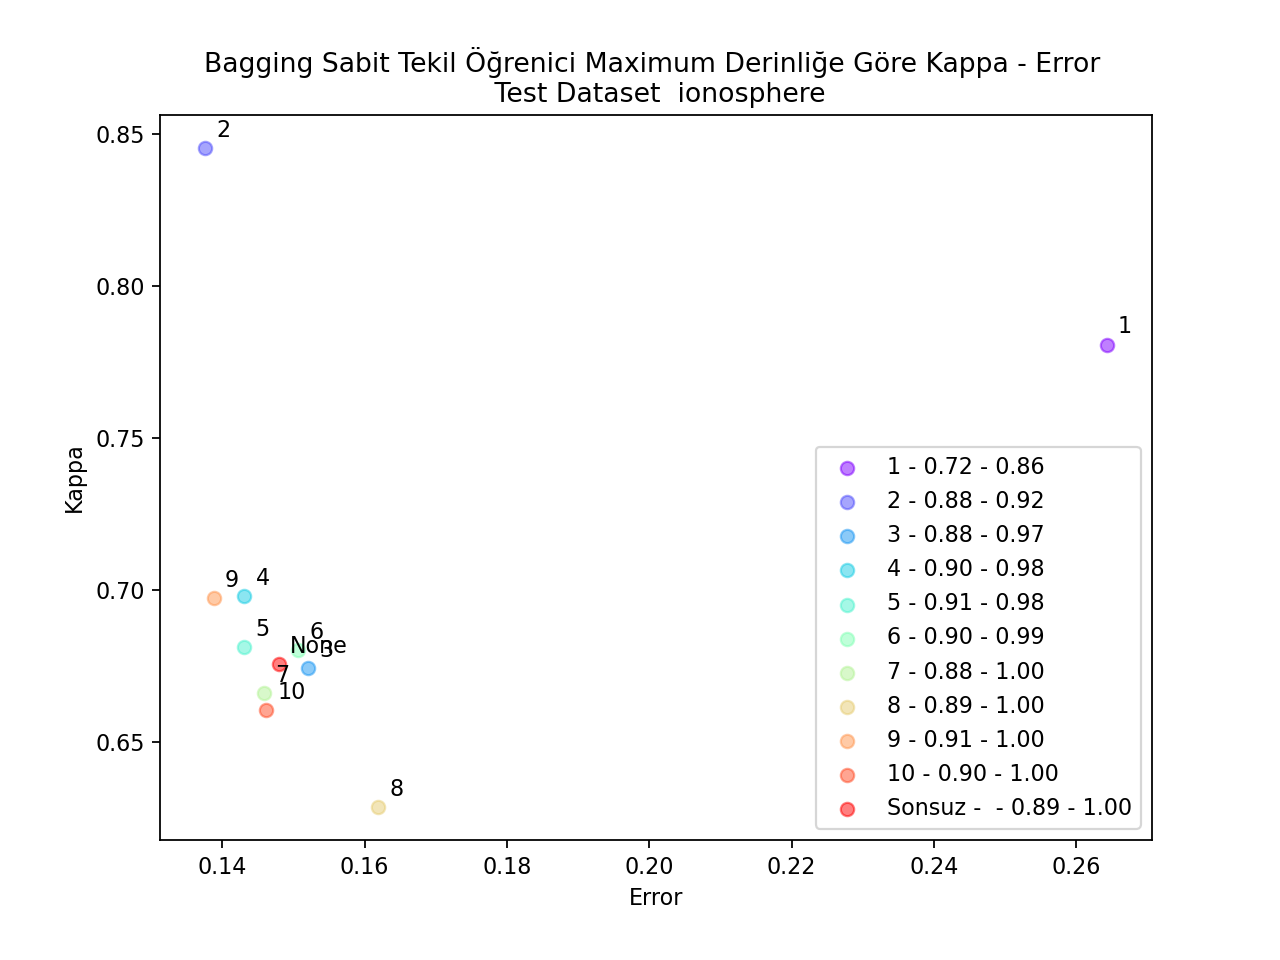 Bagging Sabit Tekil Öğrenici Maximum Derinliğe Göre Kappa - Error
Test Dataset  ionosphere
0.85
0.80
0.75
0.70
0.65
Kappa
2
1
9
4
5
6
None
3
7
10
8
1 - 0.72 - 0.86
2 - 0.88 - 0.92
3 - 0.88 - 0.97
4 - 0.90 - 0.98
5 - 0.91 - 0.98
6 - 0.90 - 0.99
7 - 0.88 - 1.00
8 - 0.89 - 1.00
9 - 0.91 - 1.00
10 - 0.90 - 1.00
Sonsuz -  - 0.89 - 1.00
0.14 0.16 0.18 0.20 0.22 0.24 0.26
Error